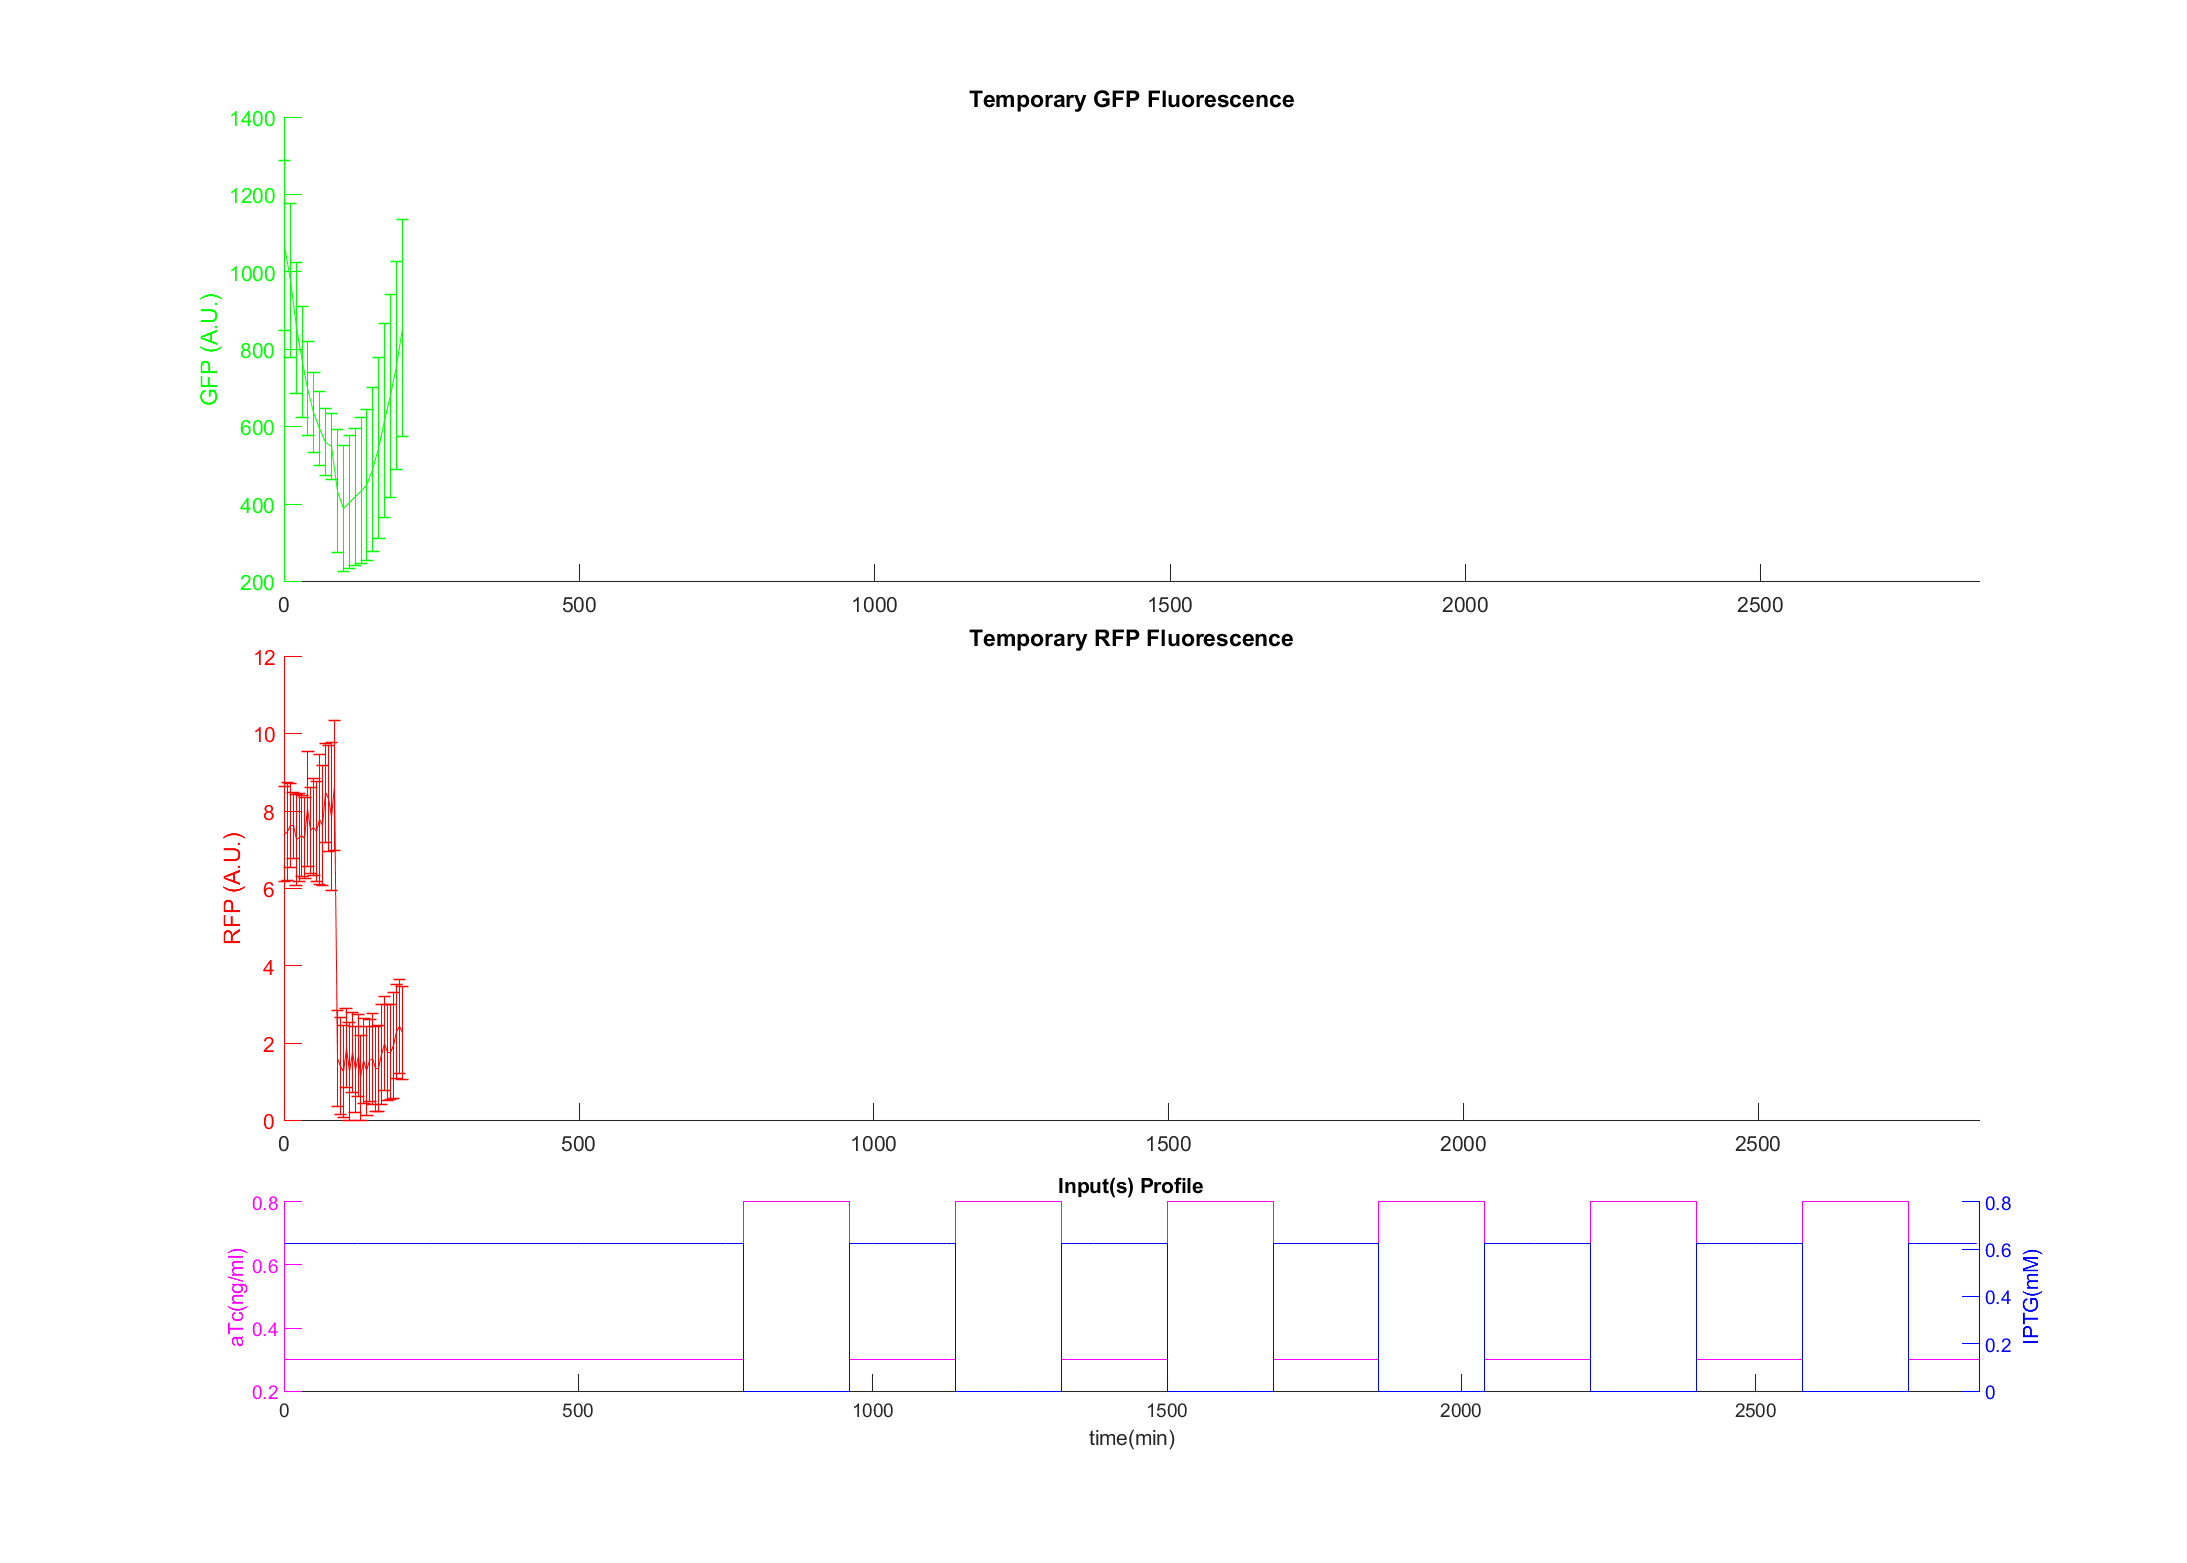 Temporary GFP Fluorescence
1400
1200
1000
800
600
400
200
GFP (A.U.)
0 500 1000 1500 2000 2500
Temporary RFP Fluorescence
12
10
8
6
4
2
0
RFP (A.U.)
0 500 1000 1500 2000 2500
Input(s) Profile
0.8
0.6
0.4
0.2
aTc(ng/ml)
0.8
0.6
0.4
0.2
0
IPTG(mM)
0 500 1000 1500 2000 2500
time(min)